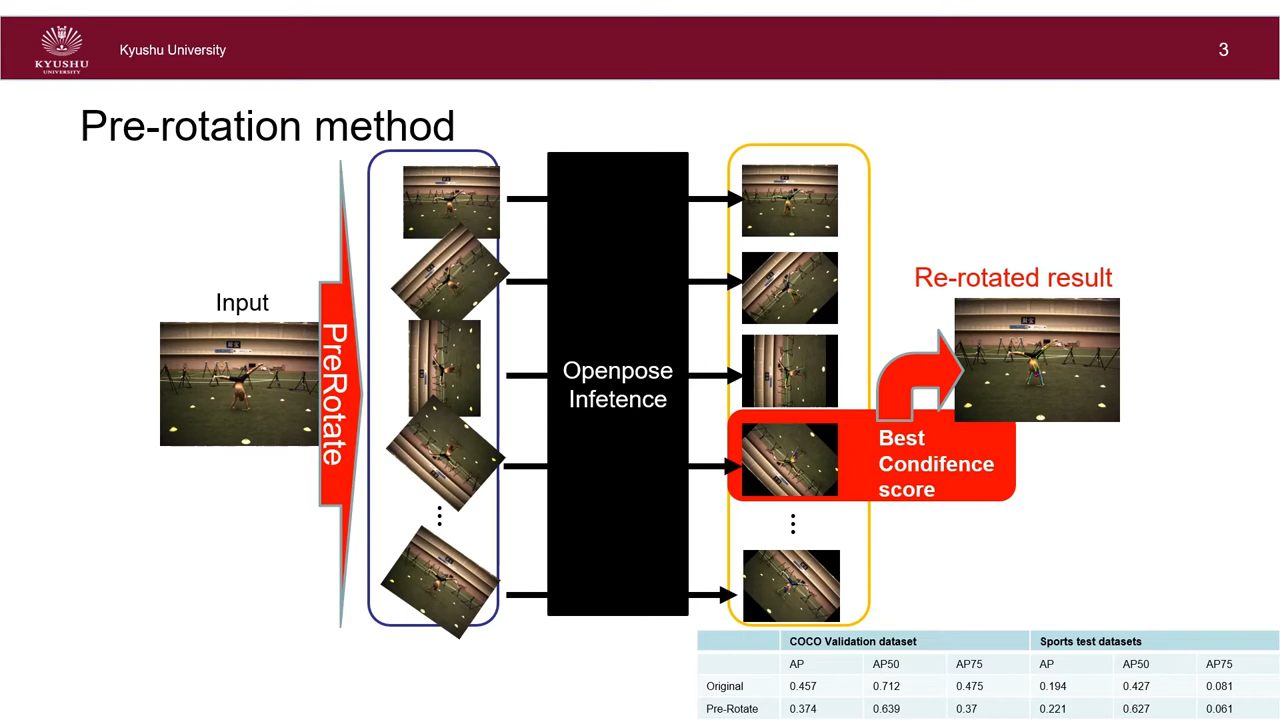 KYUSHU
UNIVERSITY
Kyushu University
3
Pre-rotation method
Input
PreRotate
Openpose
Infetence
Best
Condifence
score
Re-rotated result
COCO Validation dataset Sports test datasets
AP AP50 AP75 AP AP50 AP75
Original 0.457 0.712 0.475 0.194 0.427 0.081
Pre-Rotate 0.374 0.639 0.37 0.221 0.627 0.061